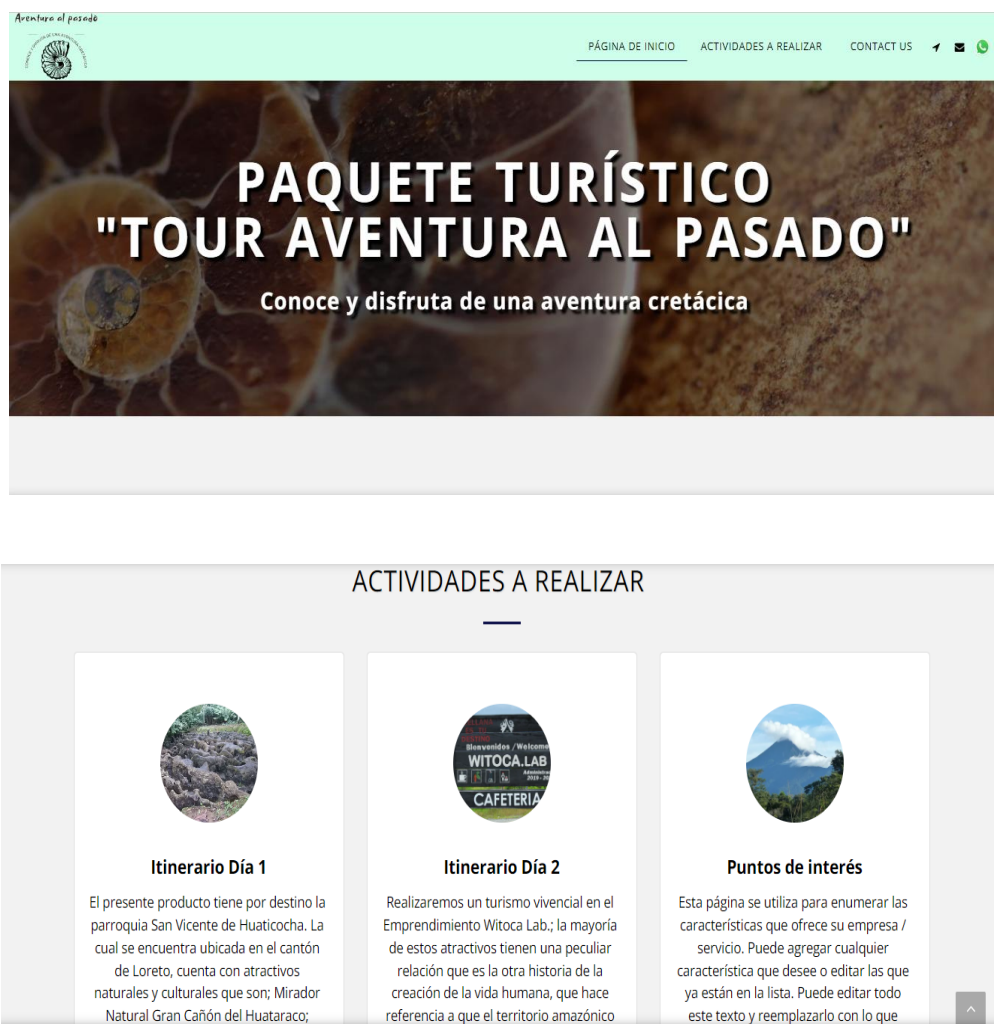 Aventura al pasado
PÁGINA DE INICIO
ACTIVIDADES A REALIZAR
CONTACT US
PAQUETE TURÍSTICO
"TOUR AVENTURA AL PASADO"
Conoce y disfruta de una aventura cretácica
ACTIVIDADES A REALIZAR
Bienvenidos / Welcome
WITOCA.LAB
CAFETERIA
Itinerario Día 1
El presente producto tiene por destino la
parroquia San Vicente de Huaticocha. La
cual se encuentra ubicada en el cantón
de Loreto, cuenta con atractivos
naturales y culturales que son; Mirador
Natural Gran Cañón del Huataraco;
Itinerario Día 2
Realizaremos un turismo vivencial en el
Emprendimiento Witoca Lab.; la mayoría
de estos atractivos tienen una peculiar
relación que es la otra historia de la
creación de la vida humana, que hace
referencia a que el territorio amazónico
Puntos de interés
Esta página se utiliza para enumerar las
características que ofrece su empresa /
servicio. Puede agregar cualquier
característica que desee o editar las que
ya están en la lista. Puede editar todo
este texto y reemplazarlo con lo que